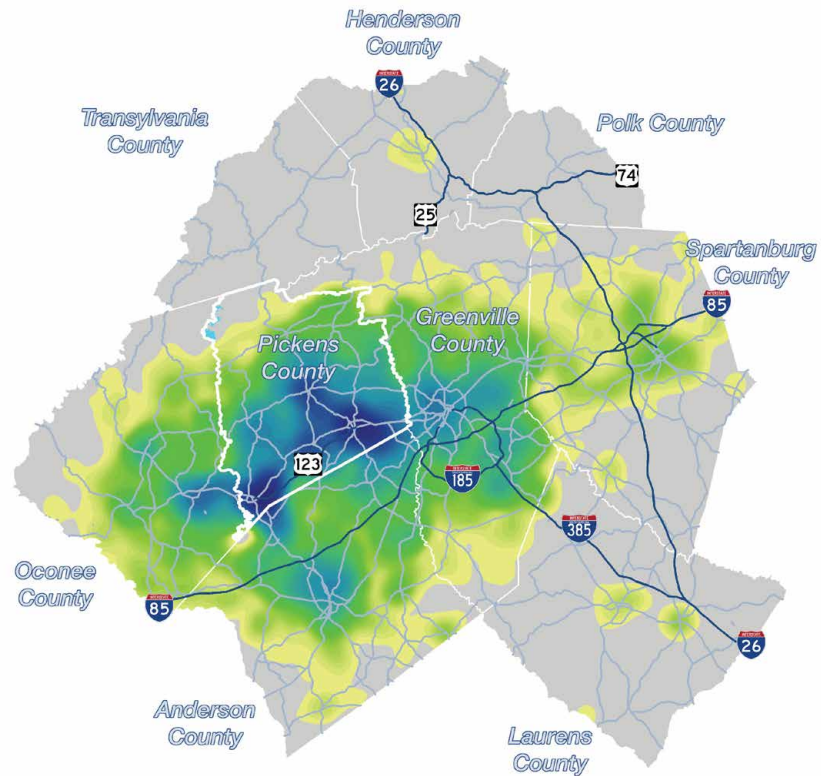 Henderson
County
26
Transylvania
County
Polk County
74
25
Spartanburg
County
85
Greenville
County
Pickens
County
123
185
385
Oconee
County
85
26
Anderson
County
Laurens
County